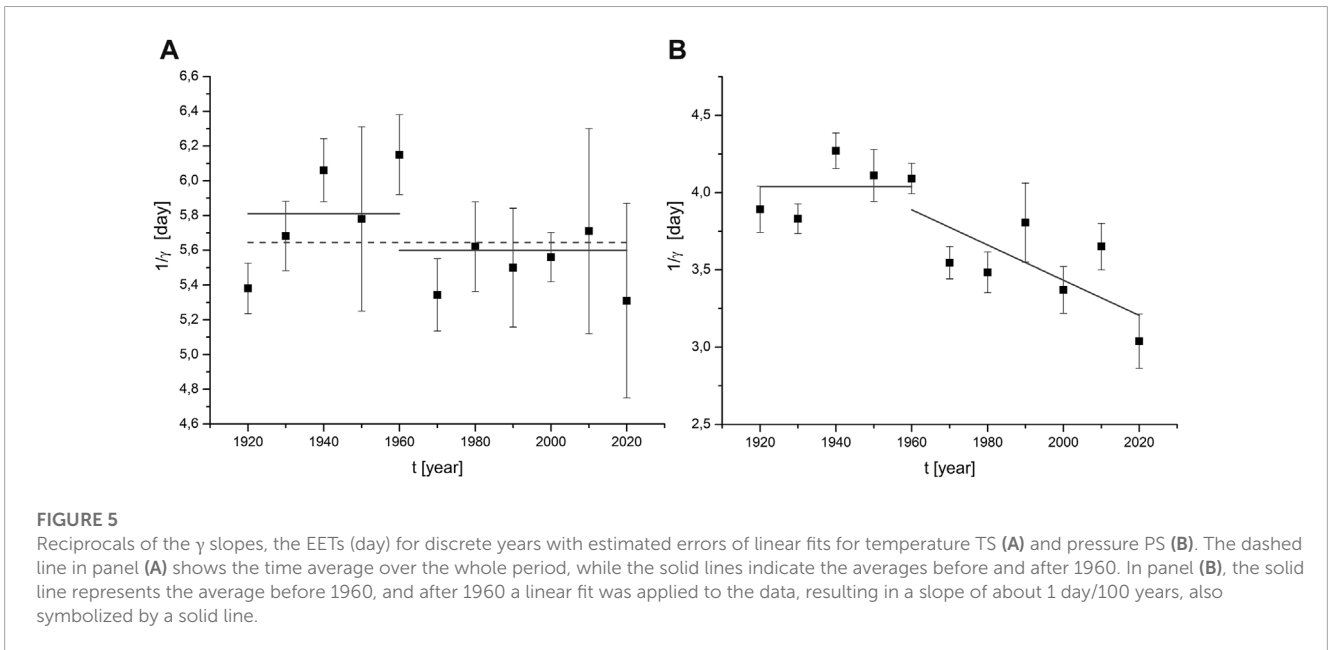 A
6,6
6,4
6,2
6,0
5,8
5,6
5,4
5,2
5,0
4,8
4,6
1/γ [day]
1920 1940 1960 1980 2000 2020
t [year]
B
4,5
4,0
3,5
3,0
2,5
1/γ [day]
1920 1940 1960 1980 2000 2020
t [year]
FIGURE 5
Reciprocals of the γ slopes, the EETs (day) for discrete years with estimated errors of linear fits for temperature TS (A) and pressure PS (B). The dashed
line in panel (A) shows the time average over the whole period, while the solid lines indicate the averages before and after 1960. In panel (B), the solid
line represents the average before 1960, and after 1960 a linear fit was applied to the data, resulting in a slope of about 1 day/100 years, also
symbolized by a solid line.